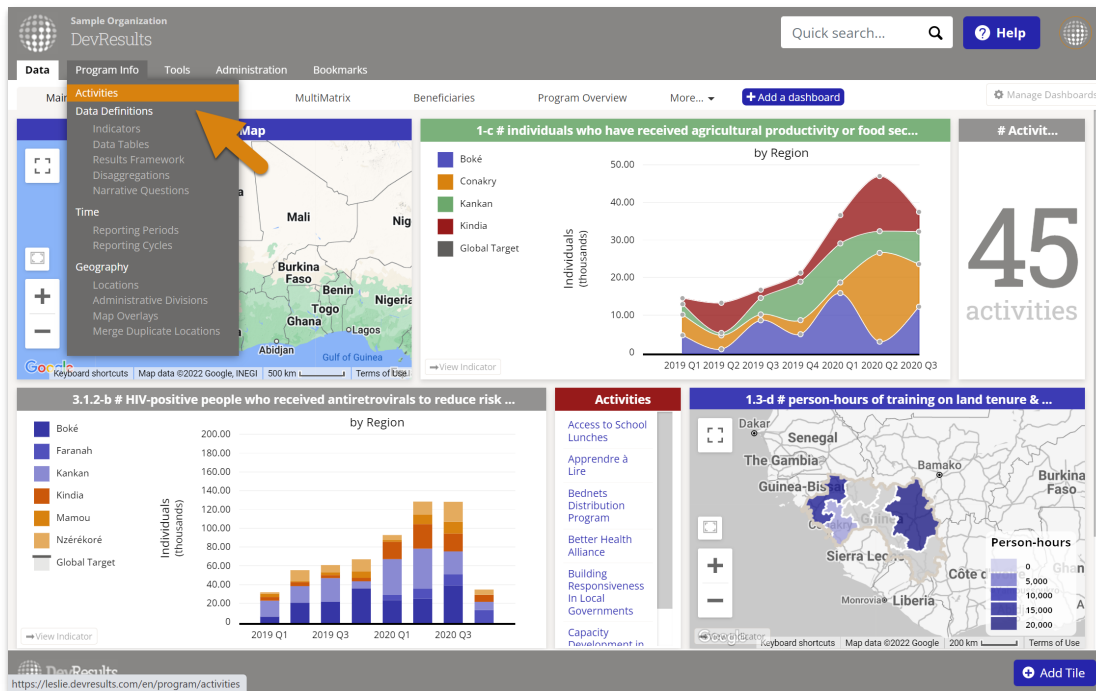 Sample Organization
DevResults
Quick search...
? Help
Data
Program Info
Tools
Administration
Bookmarks
Activities
Data Definitions
Indicators
Data Tables
Results Framework
Disaggregations
Narrative Questions
Time
Reporting Periods
Reporting Cycles
Geography
Locations
Administrative Divisions
Map Overlays
Merge Duplicate Locations
MultiMatrix
Beneficiaries
Program Overview
More...
Add a dashboard
Manage Dashboards
Map
Mali
Nig
Burkina
Faso
Benin
Togo
Nigeria
Ghana
Lagos
Abidjan
Gulf of Guinea
Google
Keyboard shortcuts
Map data ©2022 Google, INEGI
500 km
Terms of Use
1-c # individuals who have received agricultural productivity or food sec...
by Region
Boké
Conakry
Kankan
Kindia
Global Target
Individuals
(thousands)
50.00
40.00
30.00
20.00
10.00
0
2019 Q1
2019 Q2
2019 Q3
2019 Q4
2020 Q1
2020 Q2
2020 Q3
View Indicator
# Activit...
45
activities
3.1.2-b # HIV-positive people who received antiretrovirals to reduce risk ...
by Region
Boké
Faranah
Kankan
Kindia
Mamou
Nzérékoré
Global Target
Individuals
(thousands)
200.00
180.00
160.00
140.00
120.00
100.00
80.00
60.00
40.00
20.00
0
2019 Q1
2019 Q3
2020 Q1
2020 Q3
View Indicator
Activities
Access to School
Lunches
Apprendre à
Lire
Bednets
Distribution
Program
Better Health
Alliance
Building
Responsiveness
In Local
Governments
Capacity
Development in
1.3-d # person-hours of training on land tenure & ...
Dakar
Senegal
The Gambia
Bamako
Guinea-Bissau
Burkina
Faso
Conakry
Guinea
Sierra Leone
Côte d'Ivoire
Ghan
Monrovia
Liberia
Person-hours
0
5,000
10,000
15,000
20,000
View Indicator
Keyboard shortcuts
Map data ©2022 Google
200 km
Terms of Use
DevResults
Add Tile
https://leslie.devresults.com/en/program/activities